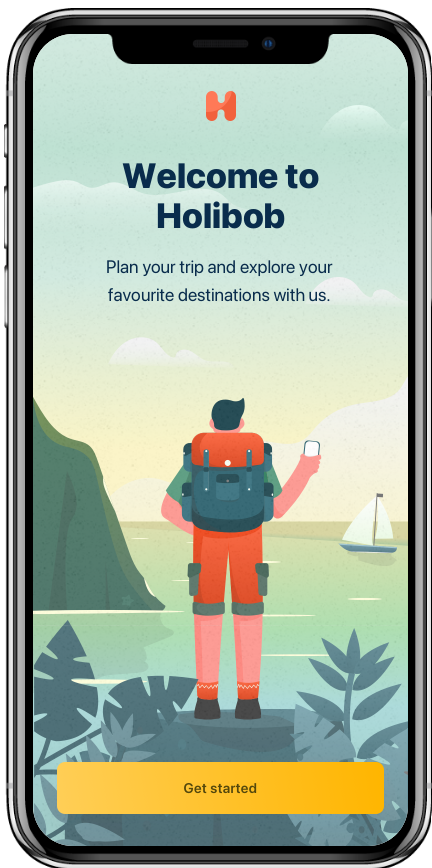 Welcome to
Holibob
Plan your trip and explore your
favourite destinations with us.
Get started